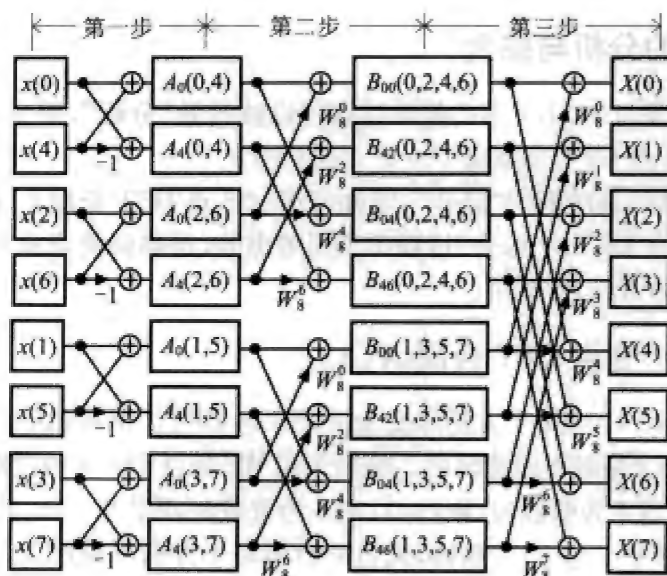 第一步 第二步 第三步
x(0) A₀(0,4) B₀₀(0,2,4,6) X(0)
W₈⁰ W₈⁰
x(4) −1 A₄(0,4) B₄₂(0,2,4,6) X(1)
W₈² W₈¹
x(2) A₀(2,6) B₀₄(0,2,4,6) X(2)
W₈⁴ W₈²
x(6) −1 A₄(2,6) W₈⁶ B₄₆(0,2,4,6) X(3)
W₈³
x(1) A₀(1,5) B₀₀(1,3,5,7) X(4)
W₈⁰ W₈⁴
x(5) −1 A₄(1,5) B₄₂(1,3,5,7) X(5)
W₈² W₈⁵
x(3) A₀(3,7) B₀₄(1,3,5,7) W₈⁶ X(6)
W₈⁴
x(7) −1 A₄(3,7) W₈⁶ B₄₆(1,3,5,7) X(7)